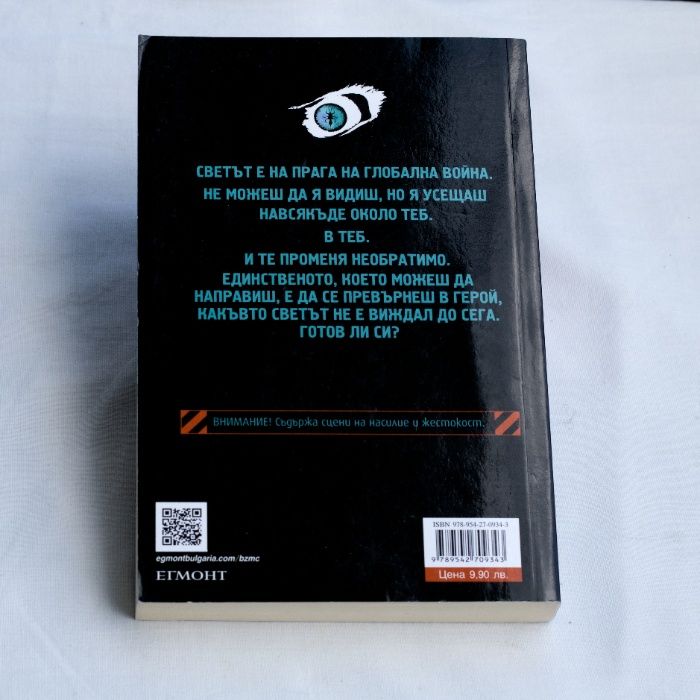 СВЕТЪТ Е НА ПРАГА НА ГЛОБАЛНА ВОЙНА.
НЕ МОЖЕШ ДА Я ВИДИШ, НО Я УСЕЩАШ
НАВСЯКЪДЕ ОКОЛО ТЕБ.
В ТЕБ.
И ТЕ ПРОМЕНЯ НЕОБРАТИМО.
ЕДИНСТВЕНОТО, КОЕТО МОЖЕШ ДА
НАПРАВИШ, Е ДА СЕ ПРЕВЪРНЕШ В ГЕРОЙ,
КАКЪВТО СВЕТЪТ НЕ Е ВИЖДАЛ ДО СЕГА.
ГОТОВ ЛИ СИ?
ВНИМАНИЕ! Съдържа сцени на насилие и жестокост.
ISBN 978-954-27-0934-3
9 789542 709343
Цена 9.90 лв.
egmontbulgaria.com/bzmc
ЕГМОНТ